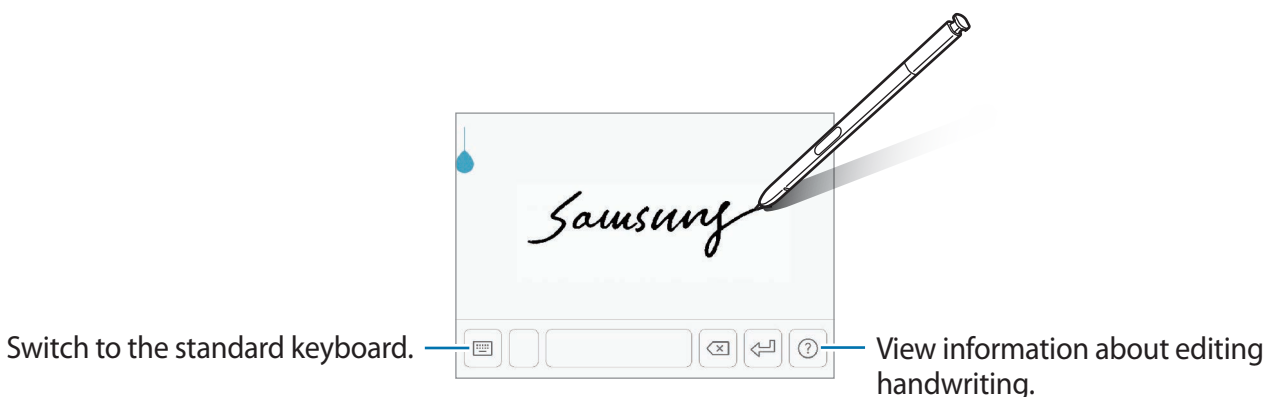 Samsung
Switch to the standard keyboard.
?
View information about editing
handwriting.